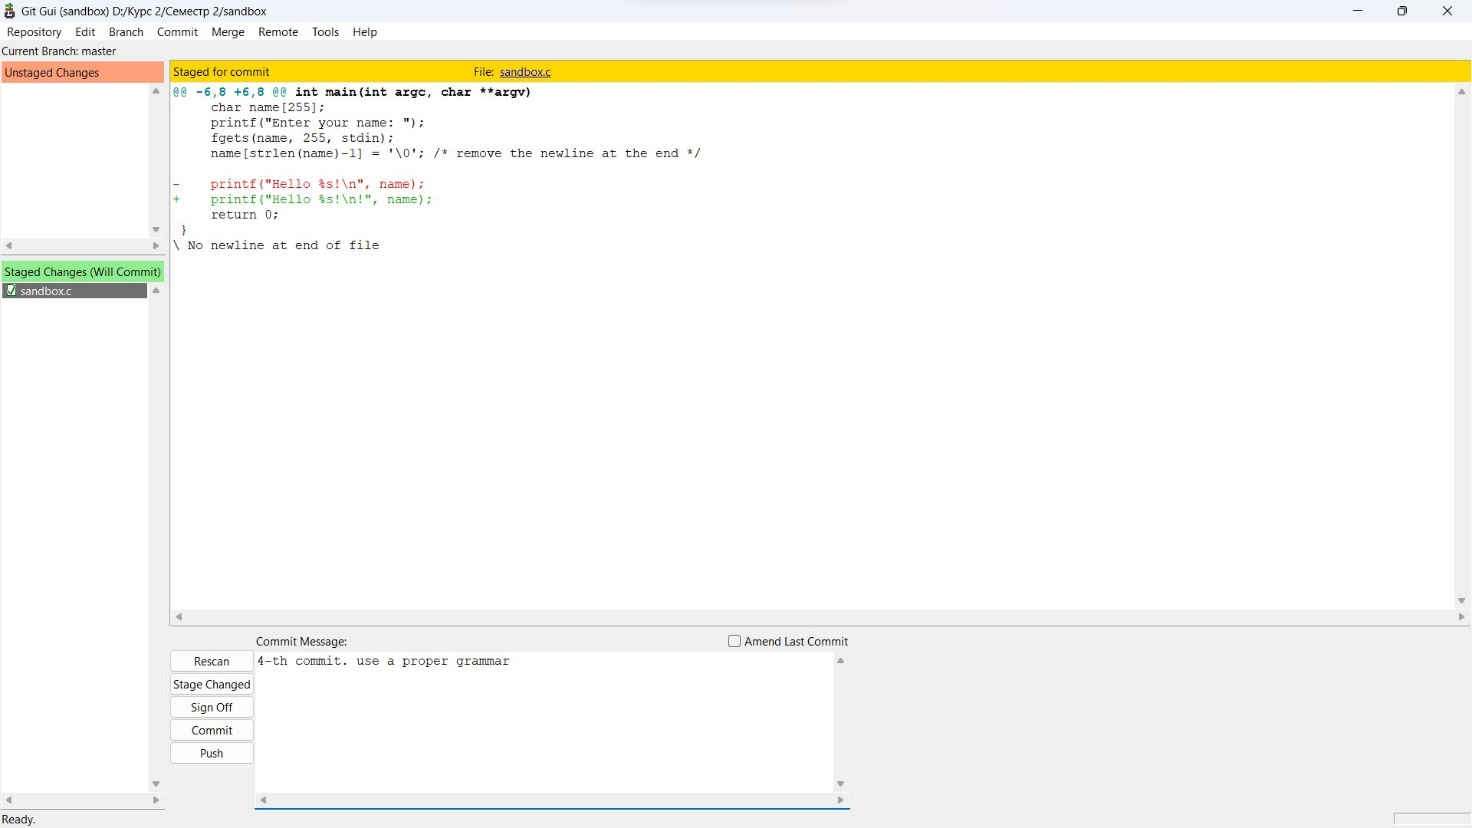 Git Gui (sandbox) D:/Курс 2/Семестр 2/sandbox
Repository Edit Branch Commit Merge Remote Tools Help
Current Branch: master
Unstaged Changes
Staged for commit File: sandbox.c
@@ -6,8 +6,8 @@ int main(int argc, char **argv)
char name[255];
printf("Enter your name: ");
fgets(name, 255, stdin);
name[strlen(name)-1] = '\0'; /* remove the newline at the end */
- printf("Hello %s!\n", name);
+ printf("Hello %s!\n!", name);
return 0;
}
\ No newline at end of file
Staged Changes (Will Commit)
sandbox.c
Commit Message: Amend Last Commit
4-th commit. use a proper grammar
Rescan
Stage Changed
Sign Off
Commit
Push
Ready.